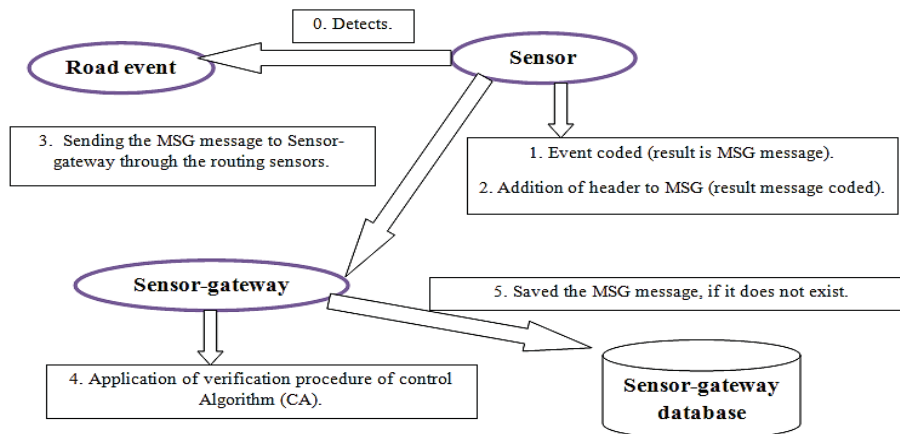 0. Detects.
Road event
Sensor
3. Sending the MSG message to Sensor-
gateway through the routing sensors.
1. Event coded (result is MSG message).
2. Addition of header to MSG (result message coded).
Sensor-gateway
5. Saved the MSG message, if it does not exist.
4. Application of verification procedure of control
Algorithm (CA).
Sensor-gateway
database